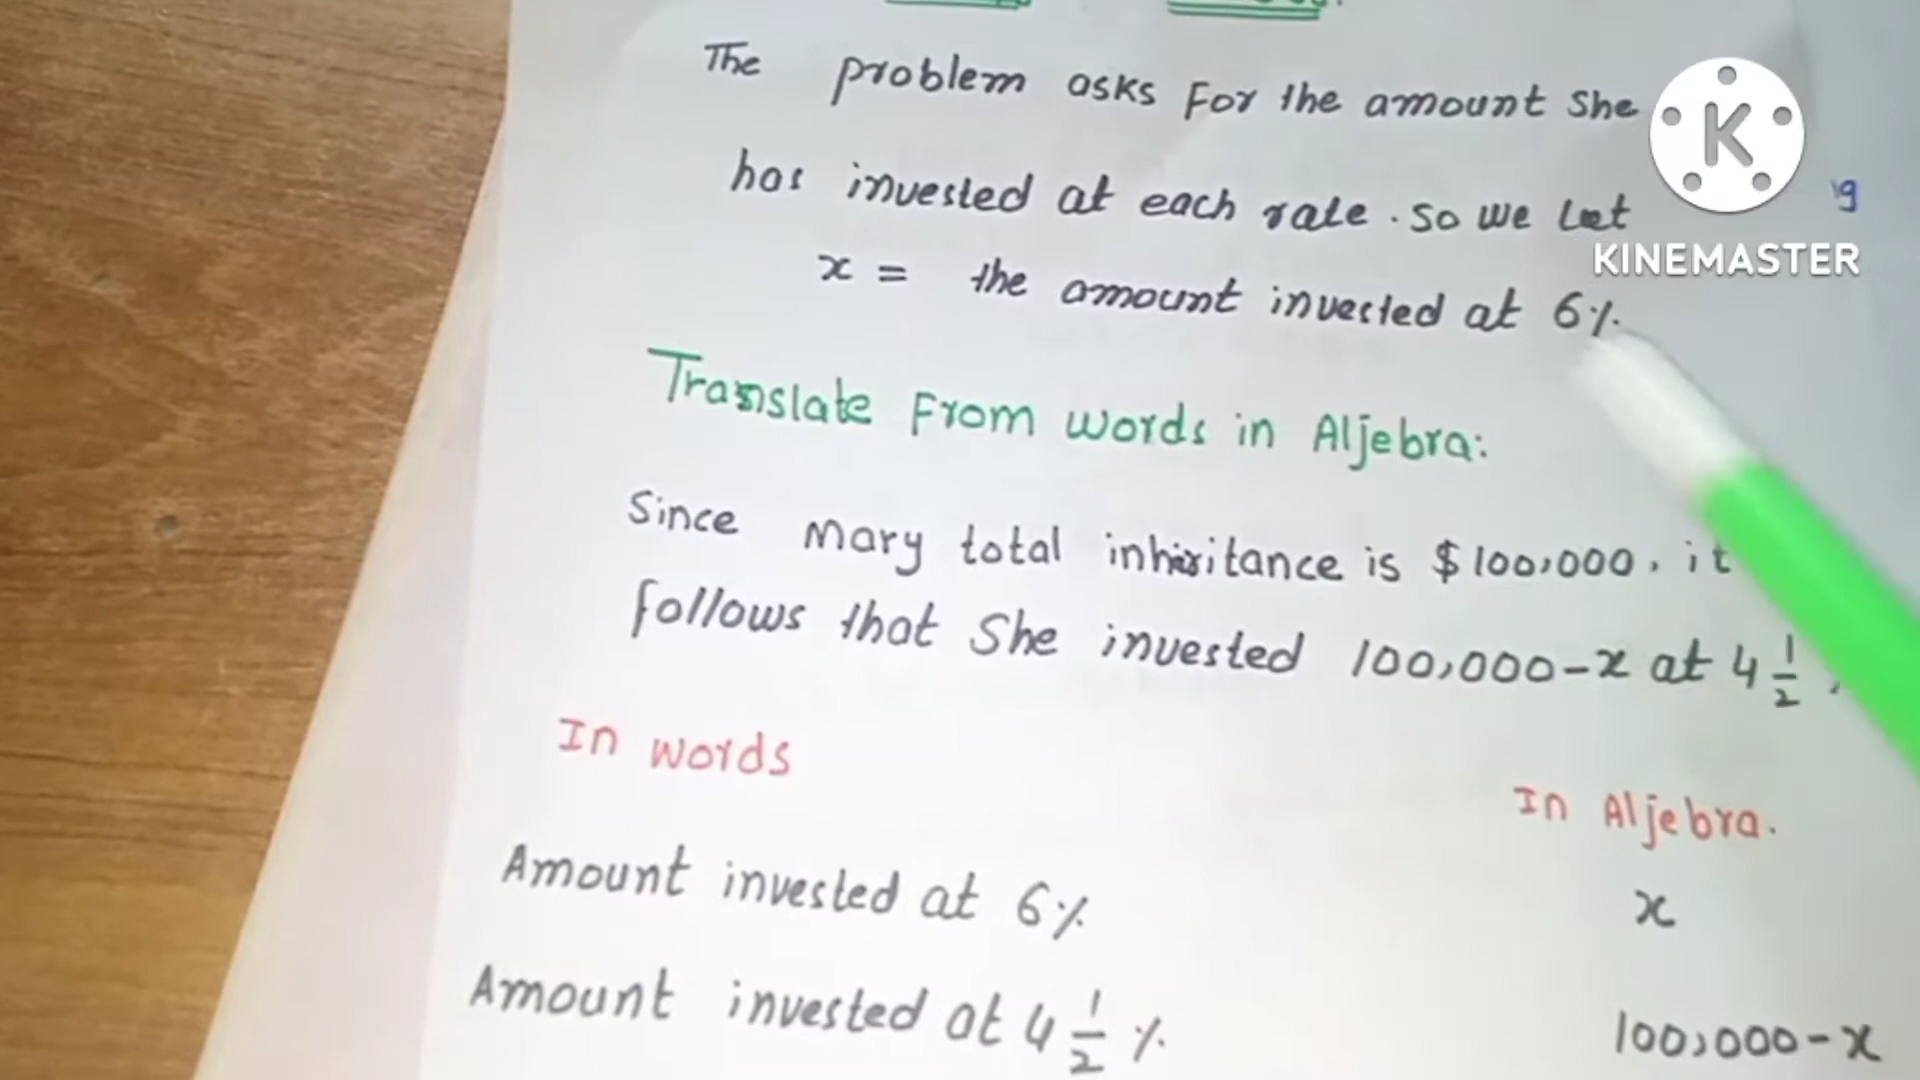 The problem asks For the amount She
has invested at each rate. So we Let
x = the amount invested at 6%
Translate From words in Aljebra:
Since Mary total inheritance is $100,000, it
follows that She invested 100,000-x at 4 1/2
In words
In Aljebra.
Amount invested at 6%
x
Amount invested at 4 1/2 %
100,000-x
K
KINEMASTER